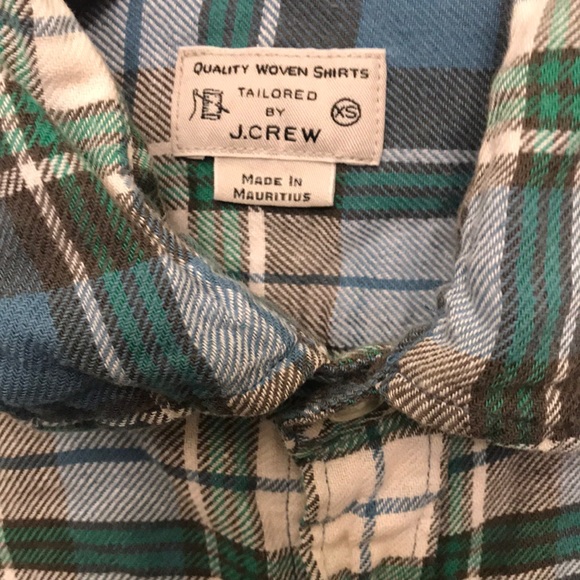 QUALITY WOVEN SHIRTS
TAILORED
BY
XS
J.CREW
MADE IN
MAURITIUS